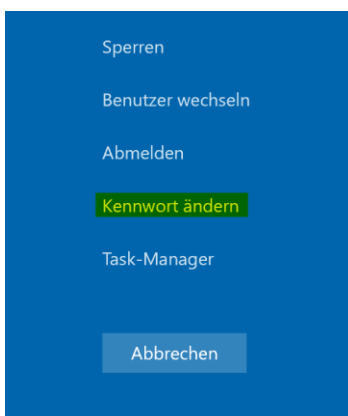 Sperren
Benutzer wechseln
Abmelden
Kennwort ändern
Task-Manager
Abbrechen